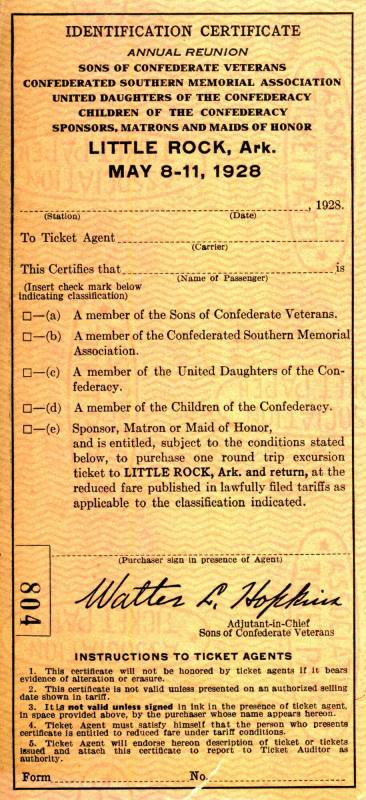 IDENTIFICATION CERTIFICATE
ANNUAL REUNION
SONS OF CONFEDERATE VETERANS
CONFEDERATED SOUTHERN MEMORIAL ASSOCIATION
UNITED DAUGHTERS OF THE CONFEDERACY
CHILDREN OF THE CONFEDERACY
SPONSORS, MATRONS AND MAIDS OF HONOR
LITTLE ROCK, Ark.
MAY 8-11, 1928
, 1928.
(Station) (Date)
To Ticket Agent
(Carrier)
This Certifies that is
(Name of Passenger)
(Insert check mark below
indicating classification)
□—(a) A member of the Sons of Confederate Veterans.
□—(b) A member of the Confederated Southern Memorial
Association.
□—(c) A member of the United Daughters of the Con-
federacy.
□—(d) A member of the Children of the Confederacy.
□—(e) Sponsor, Matron or Maid of Honor,
and is entitled, subject to the conditions stated
below, to purchase one round trip excursion
ticket to LITTLE ROCK, Ark. and return, at the
reduced fare published in lawfully filed tariffs as
applicable to the classification indicated.
(Purchaser sign in presence of Agent)
804
Walter L. Hopkins
Adjutant-in-Chief
Sons of Confederate Veterans
INSTRUCTIONS TO TICKET AGENTS
1. This certificate will not be honored by ticket agents if it bears
evidence of alteration or erasure.
2. This certificate is not valid unless presented on an authorized selling
date shown in tariff.
3. It is not valid unless signed in ink in the presence of ticket agent,
in space provided above, by the purchaser whose name appears hereon.
4. Ticket Agent must satisfy himself that the person who presents
certificate is entitled to reduced fare under tariff conditions.
5. Ticket Agent will endorse hereon description of ticket or tickets
issued and attach this certificate to report to Ticket Auditor as
authority.
Form No.